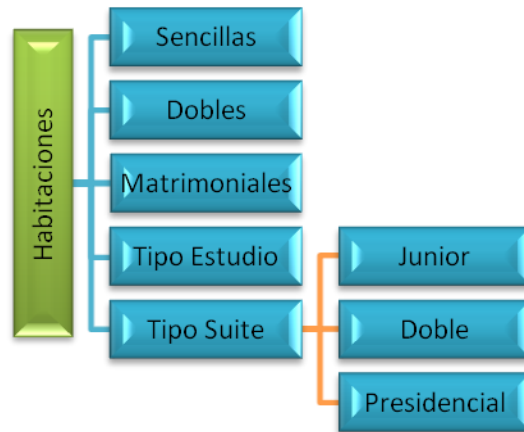 Habitaciones
Sencillas
Dobles
Matrimoniales
Tipo Estudio
Tipo Suite
Junior
Doble
Presidencial